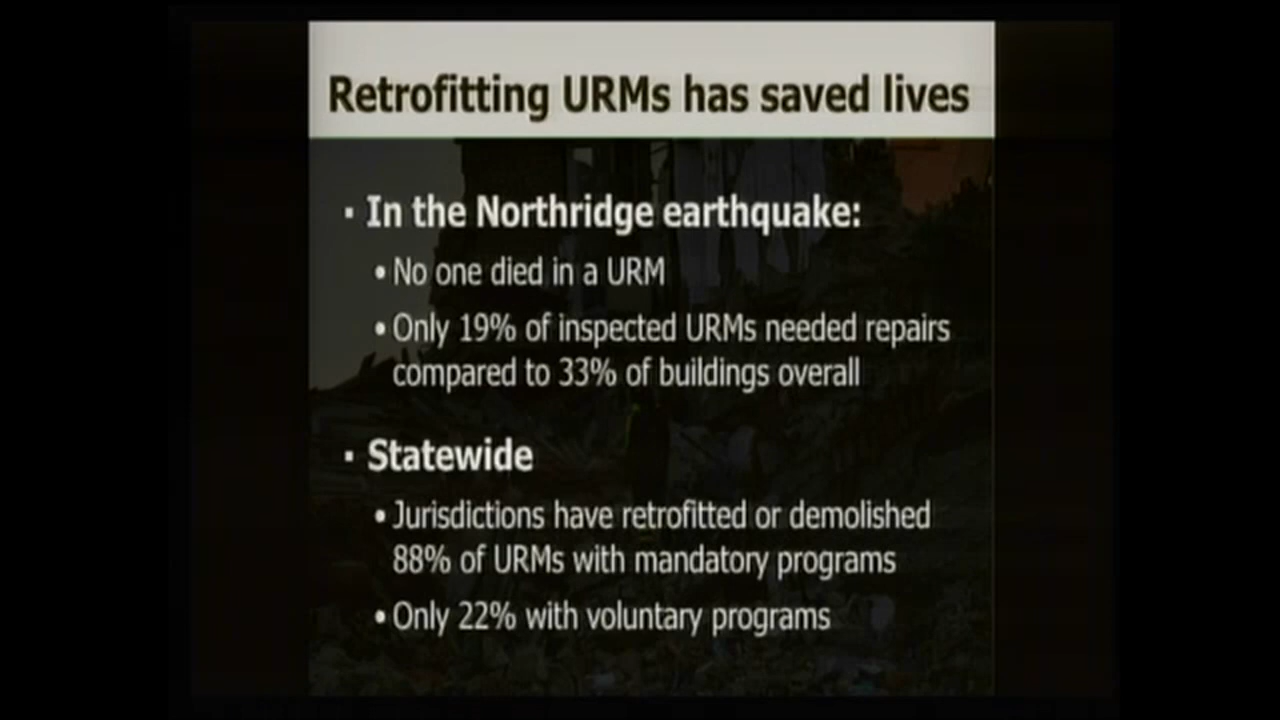 Retrofitting URMs has saved lives
▪ In the Northridge earthquake:
• No one died in a URM
• Only 19% of inspected URMs needed repairs
compared to 33% of buildings overall
▪ Statewide
• Jurisdictions have retrofitted or demolished
88% of URMs with mandatory programs
• Only 22% with voluntary programs